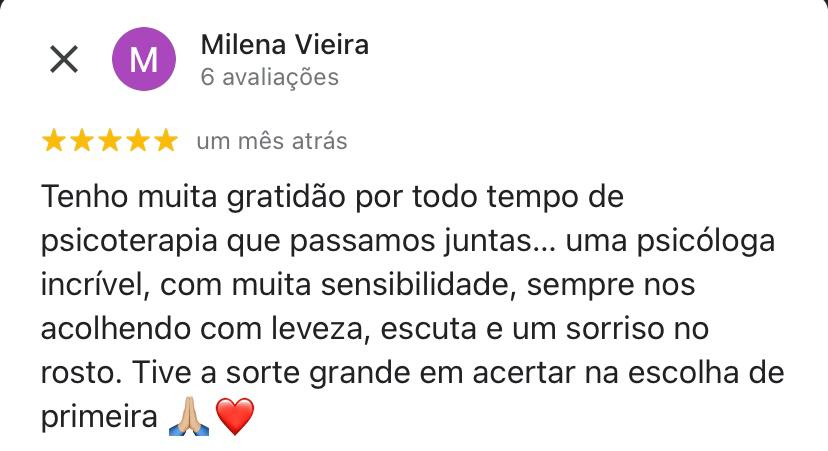 M
Milena Vieira
6 avaliações
um mês atrás
Tenho muita gratidão por todo tempo de
psicoterapia que passamos juntas... uma psicóloga
incrível, com muita sensibilidade, sempre nos
acolhendo com leveza, escuta e um sorriso no
rosto. Tive a sorte grande em acertar na escolha de
primeira 🙏🏼❤️